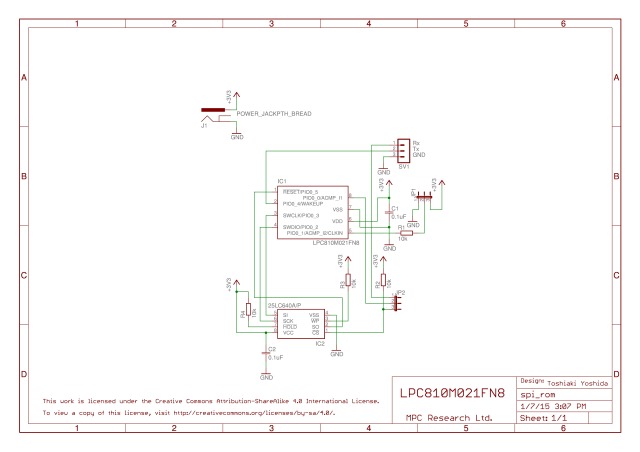 1 2 3 4 5 6
A A
+3V3
POWER_JACKPTH_BREAD
J1
GND
B B
Rx
Tx
GND
SV1
GND
+3V3 +3V3
IC1
RESET/PIO0_5
PIO0_4/WAKEUP
SWCLK/PIO0_3
SWDIO/PIO0_2
PIO0_0/ACMP_I1
VSS
VDD
PIO0_1/ACMP_I2/CLKIN
LPC810M021FN8
C1
0.1uF
JP1
GND
R1
10k
GND
C C
+3V3 +3V3 +3V3
R3
10k
R2
10k
JP2
R4
10k
25LC640AIP
SI
SCK
HOLD
VCC
VSS
WP
SO
CS
IC2
C2
0.1uF
GND
GND
D D
LPC810M021FN8
MPC Research Ltd.
Design: Toshiaki Yoshida
spi_rom
1/7/15 3:07 PM
Sheet: 1/1
This work is licensed under the Creative Commons Attribution-ShareAlike 4.0 International License.
To view a copy of this license, visit http://creativecommons.org/licenses/by-sa/4.0/.
1 2 3 4 5 6